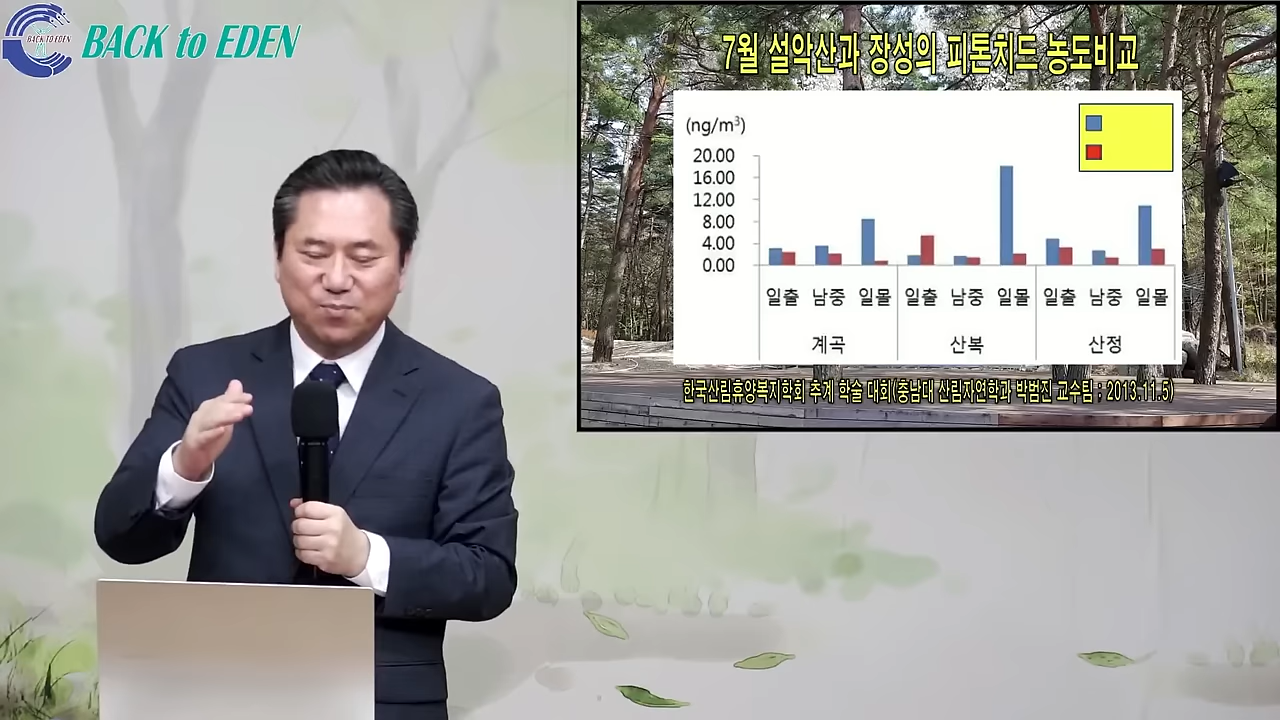 BACK TO EDEN
BACK to EDEN
7월 설악산과 장성의 피톤치드 농도비교
(ng/m³)
20.00
16.00
12.00
8.00
4.00
0.00
일출 남중 일몰 일출 남중 일몰 일출 남중 일몰
계곡 산복 산정
한국산림휴양복지학회 추계 학술 대회(충남대 산림자연학과 박범진 교수팀 : 2013.11.5)